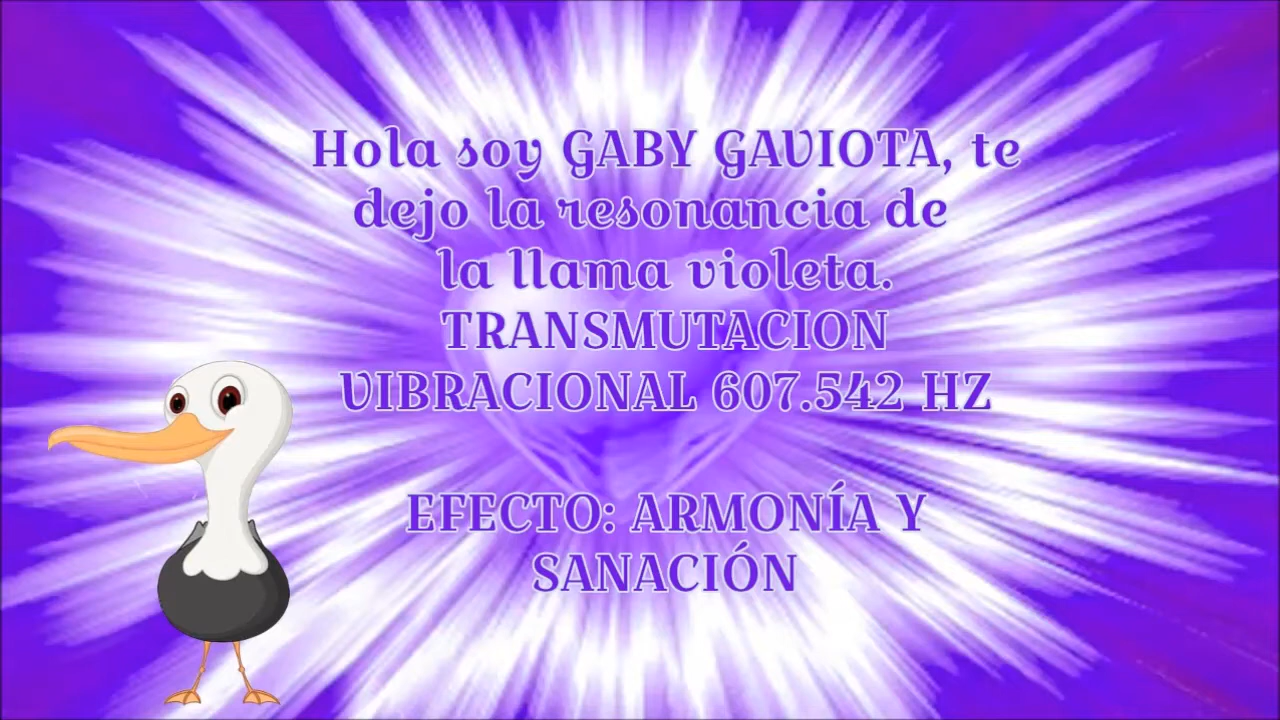 Hola soy GABY GAVIOTA, te
dejo la resonancia de
la llama violeta.
TRANSMUTACION
VIBRACIONAL 607.542 HZ
EFECTO: ARMONÍA Y
SANACIÓN